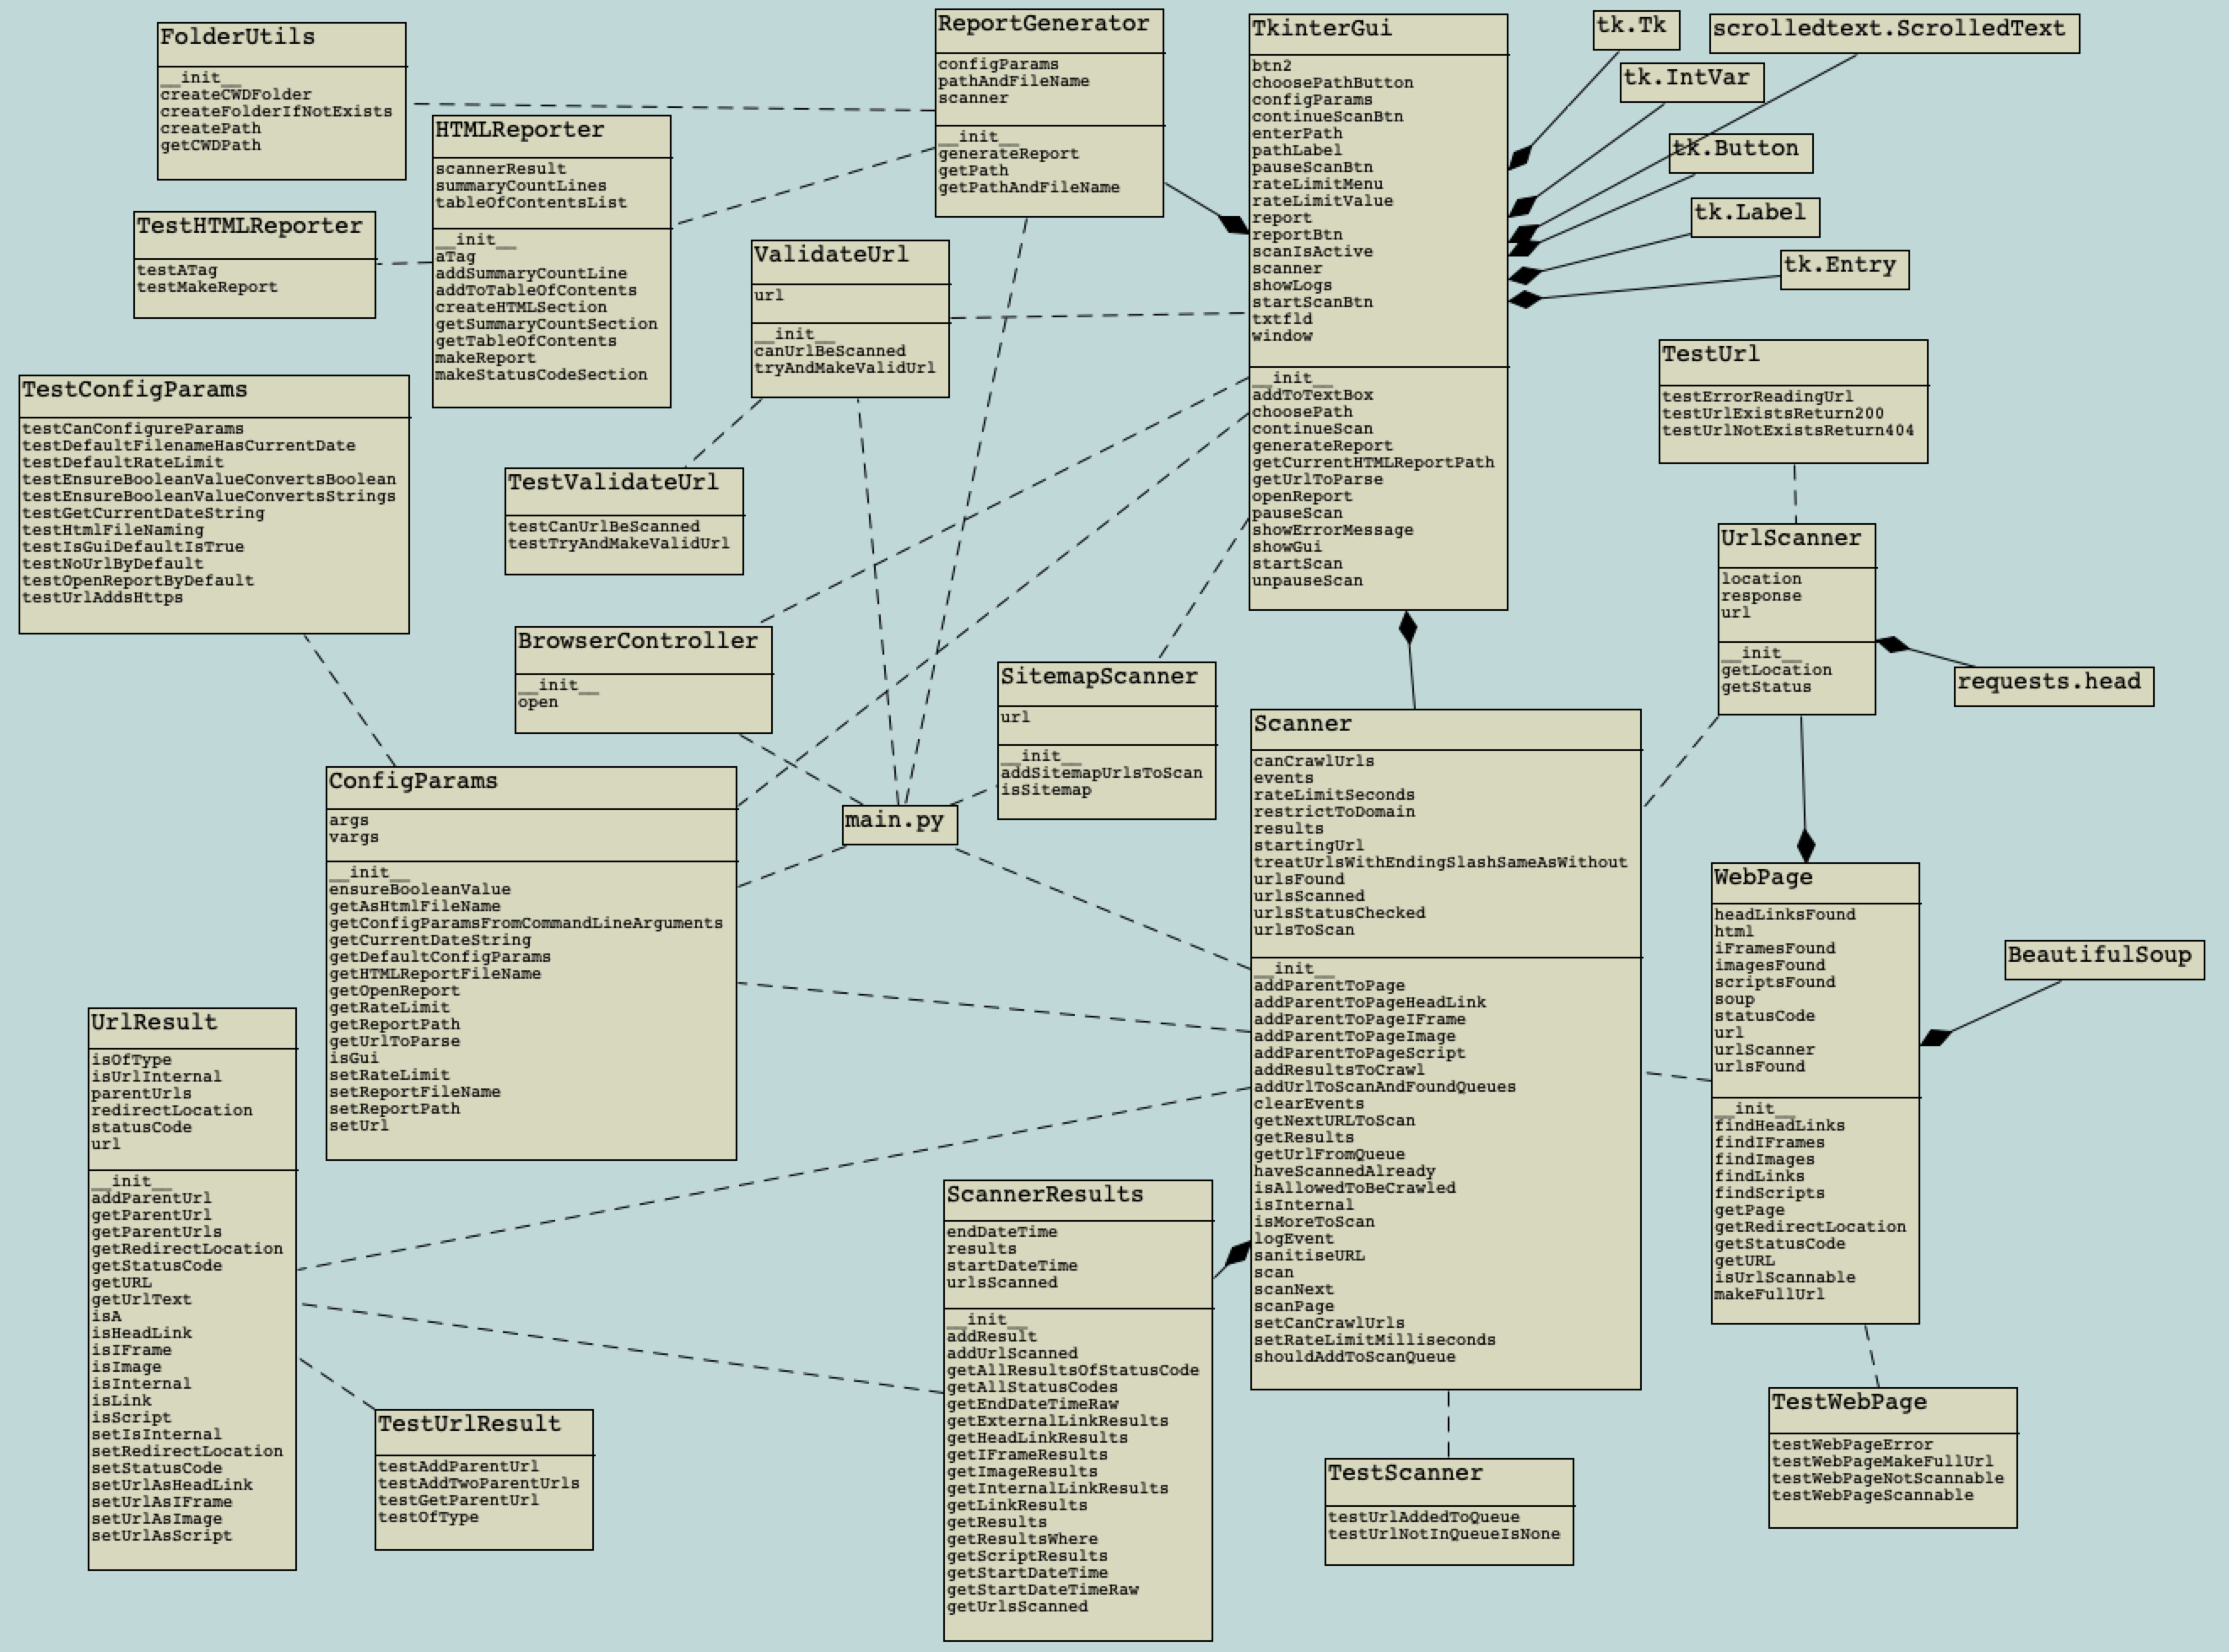 FolderUtils
__init__
createCWDFolder
createFolderIfNotExists
createPath
getCWDPath
ReportGenerator
configParams
pathAndFileName
scanner
__init__
generateReport
getPath
getPathAndFileName
TkinterGui
btn2
choosePathButton
configParams
continueScanBtn
enterPath
pathLabel
pauseScanBtn
rateLimitMenu
rateLimitValue
report
reportBtn
scanIsActive
scanner
showLogs
startScanBtn
txtfld
window
__init__
addToTextBox
choosePath
continueScan
generateReport
getCurrentHTMLReportPath
getUrlToParse
openReport
pauseScan
showErrorMessage
showGui
startScan
unpauseScan
tk.Tk
scrolledtext.ScrolledText
tk.IntVar
tk.Button
tk.Label
tk.Entry
HTMLReporter
scannerResult
summaryCountLines
tableOfContentsList
__init__
aTag
addSummaryCountLine
addToTableOfContents
createHTMLSection
getSummaryCountSection
getTableOfContents
makeReport
makeStatusCodeSection
TestHTMLReporter
testATag
testMakeReport
ValidateUrl
url
__init__
canUrlBeScanned
tryAndMakeValidUrl
TestUrl
testErrorReadingUrl
testUrlExistsReturn200
testUrlNotExistsReturn404
TestConfigParams
testCanConfigureParams
testDefaultFilenameHasCurrentDate
testDefaultRateLimit
testEnsureBooleanValueConvertsBoolean
testEnsureBooleanValueConvertsStrings
testGetCurrentDateString
testHtmlFileNaming
testIsGuiDefaultIsTrue
testNoUrlByDefault
testOpenReportByDefault
testUrlAddsHttps
TestValidateUrl
testCanUrlBeScanned
testTryAndMakeValidUrl
UrlScanner
location
response
url
__init__
getLocation
getStatus
requests.head
BrowserController
__init__
open
SitemapScanner
url
__init__
addSitemapUrlsToScan
isSitemap
Scanner
canCrawlUrls
events
rateLimitSeconds
restrictToDomain
results
startingUrl
treatUrlsWithEndingSlashSameAsWithout
urlsFound
urlsScanned
urlsStatusChecked
urlsToScan
__init__
addParentToPage
addParentToPageHeadLink
addParentToPageIFrame
addParentToPageImage
addParentToPageScript
addResultsToCrawl
addUrlToScanAndFoundQueues
clearEvents
getNextURLToScan
getResults
getUrlFromQueue
haveScannedAlready
isAllowedToBeCrawled
isInternal
isMoreToScan
logEvent
sanitiseURL
scan
scanNext
scanPage
setCanCrawlUrls
setRateLimitMilliseconds
shouldAddToScanQueue
ConfigParams
args
vargs
__init__
ensureBooleanValue
getAsHtmlFileName
getConfigParamsFromCommandLineArguments
getCurrentDateString
getDefaultConfigParams
getHTMLReportFileName
getOpenReport
getRateLimit
getReportPath
getUrlToParse
isGui
setRateLimit
setReportFileName
setReportPath
setUrl
main.py
WebPage
headLinksFound
html
iFramesFound
imagesFound
scriptsFound
soup
statusCode
url
urlScanner
urlsFound
__init__
findHeadLinks
findIFrames
findImages
findLinks
findScripts
getPage
getRedirectLocation
getStatusCode
getURL
isUrlScannable
makeFullUrl
BeautifulSoup
UrlResult
isOfType
isUrlInternal
parentUrls
redirectLocation
statusCode
url
__init__
addParentUrl
getParentUrl
getParentUrls
getRedirectLocation
getStatusCode
getURL
getUrlText
isA
isHeadLink
isIFrame
isImage
isInternal
isLink
isScript
setIsInternal
setRedirectLocation
setStatusCode
setUrlAsHeadLink
setUrlAsIFrame
setUrlAsImage
setUrlAsScript
ScannerResults
endDateTime
results
startDateTime
urlsScanned
__init__
addResult
addUrlScanned
getAllResultsOfStatusCode
getAllStatusCodes
getEndDateTimeRaw
getExternalLinkResults
getHeadLinkResults
getIFrameResults
getImageResults
getInternalLinkResults
getLinkResults
getResults
getResultsWhere
getScriptResults
getStartDateTime
getStartDateTimeRaw
getUrlsScanned
TestUrlResult
testAddParentUrl
testAddTwoParentUrls
testGetParentUrl
testOfType
TestScanner
testUrlAddedToQueue
testUrlNotInQueueIsNone
TestWebPage
testWebPageError
testWebPageMakeFullUrl
testWebPageNotScannable
testWebPageScannable